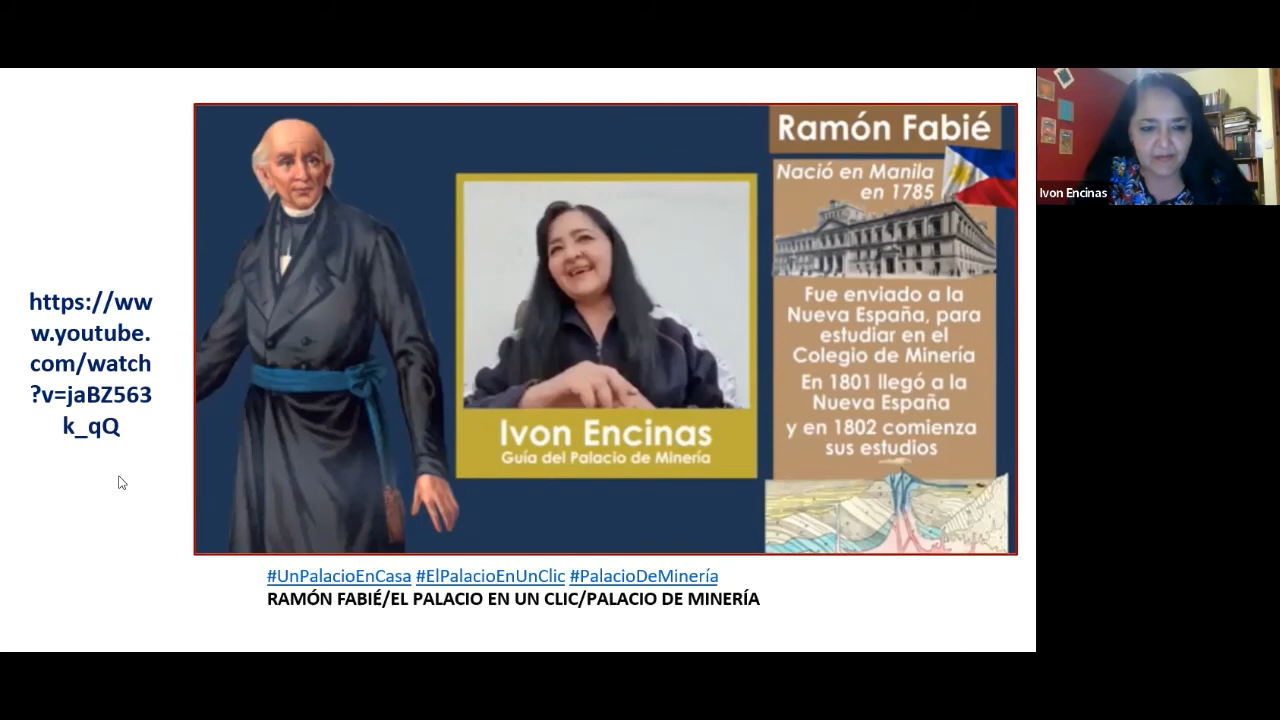 https://ww
w.youtube.
com/watch
?v=jaBZ563
k_qQ
Ramón Fabié
Nació en Manila
en 1785
Fue enviado a la
Nueva España, para
estudiar en el
Colegio de Minería
En 1801 llegó a la
Nueva España
y en 1802 comienza
sus estudios
Ivon Encinas
Guía del Palacio de Minería
#UnPalacioEnCasa #ElPalacioEnUnClic #PalacioDeMinería
RAMÓN FABIÉ/EL PALACIO EN UN CLIC/PALACIO DE MINERÍA
Ivon Encinas